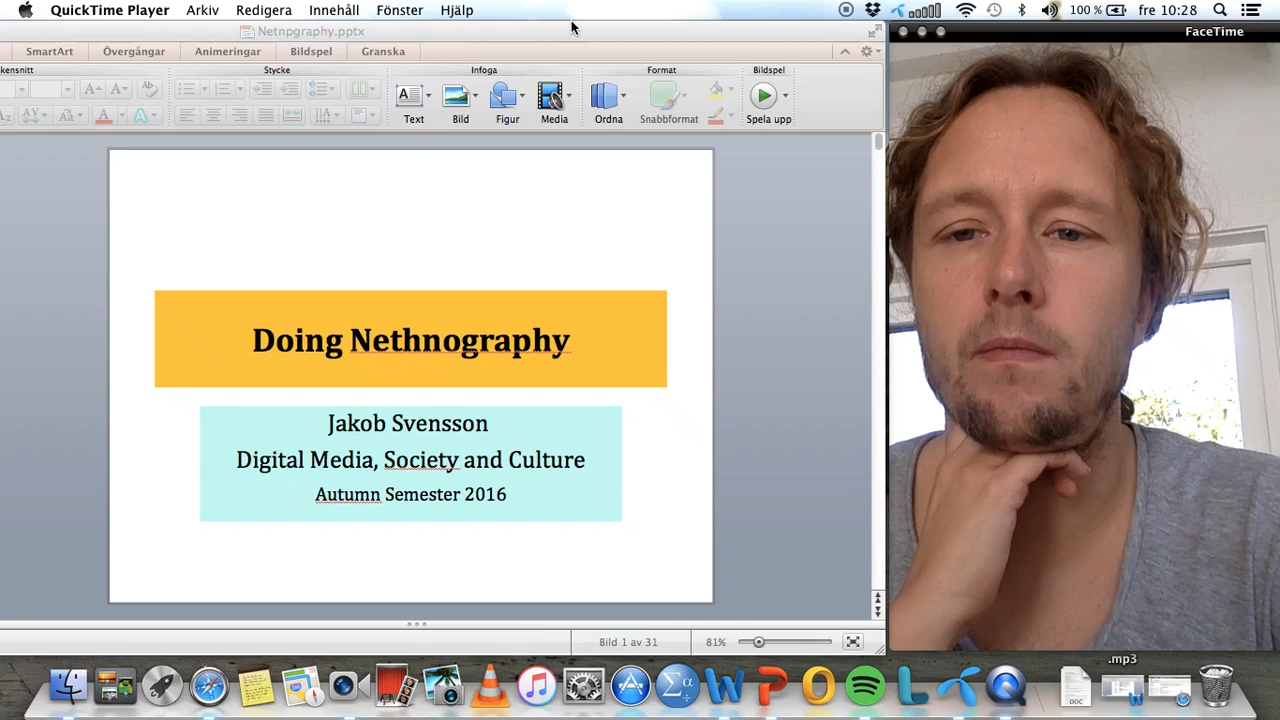 QuickTime Player Arkiv Redigera Innehåll Fönster Hjälp 100 % fre 10:28
Netnpgraphy.pptx
FaceTime
SmartArt Övergångar Animeringar Bildspel Granska
kensnitt Stycke Infoga Format Bildspel
Text Bild Figur Media Ordna Snabbformat Spela upp
Doing Nethnography
Jakob Svensson
Digital Media, Society and Culture
Autumn Semester 2016
Bild 1 av 31 81%
.mp3
DOC